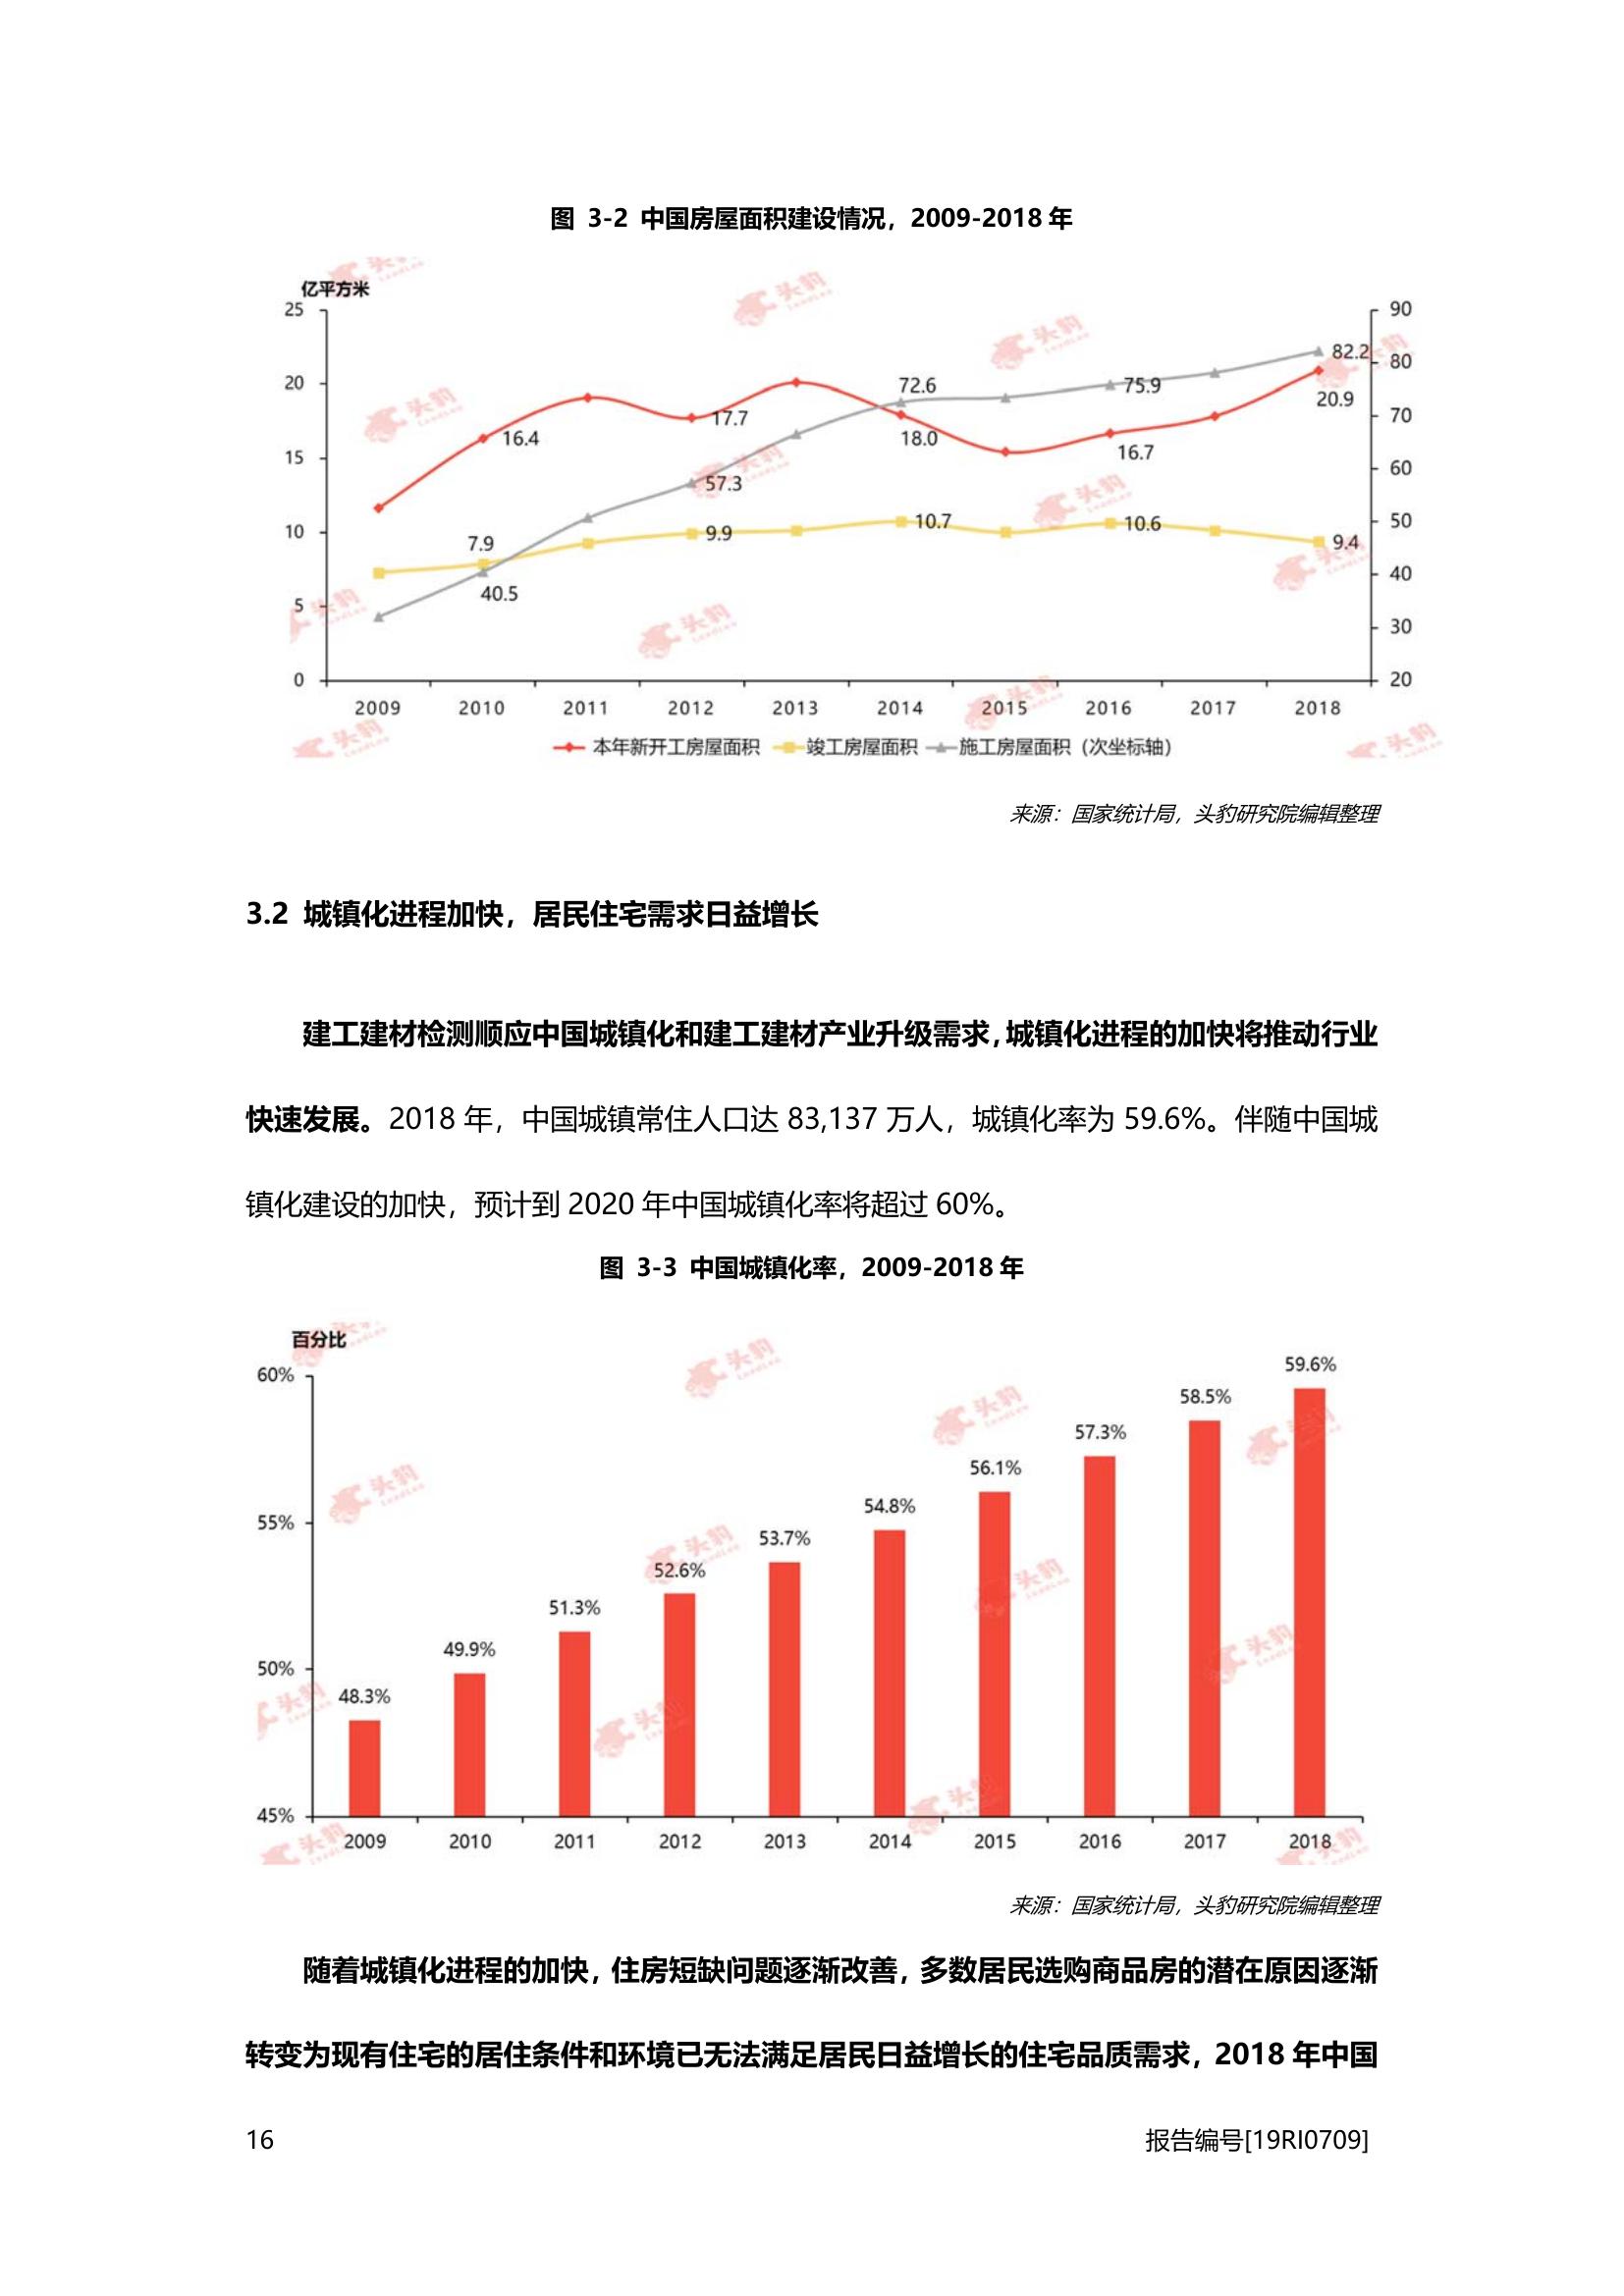 图 3-2 中国房屋面积建设情况，2009-2018 年
亿平方米
25
20
15
10
5
0
90
80
70
60
50
40
30
20
16.4
17.7
18.0
16.7
20.9
7.9
9.9
10.7
10.6
9.4
40.5
57.3
72.6
75.9
82.2
2009 2010 2011 2012 2013 2014 2015 2016 2017 2018
本年新开工房屋面积 竣工房屋面积 施工房屋面积（次坐标轴）
来源：国家统计局，头豹研究院编辑整理
3.2 城镇化进程加快，居民住宅需求日益增长
建工建材检测顺应中国城镇化和建工建材产业升级需求，城镇化进程的加快将推动行业
快速发展。2018 年，中国城镇常住人口达 83,137 万人，城镇化率为 59.6%。伴随中国城
镇化建设的加快，预计到 2020 年中国城镇化率将超过 60%。
图 3-3 中国城镇化率，2009-2018 年
百分比
60%
55%
50%
45%
48.3%
49.9%
51.3%
52.6%
53.7%
54.8%
56.1%
57.3%
58.5%
59.6%
2009 2010 2011 2012 2013 2014 2015 2016 2017 2018
来源：国家统计局，头豹研究院编辑整理
随着城镇化进程的加快，住房短缺问题逐渐改善，多数居民选购商品房的潜在原因逐渐
转变为现有住宅的居住条件和环境已无法满足居民日益增长的住宅品质需求，2018 年中国
16
报告编号[19RI0709]